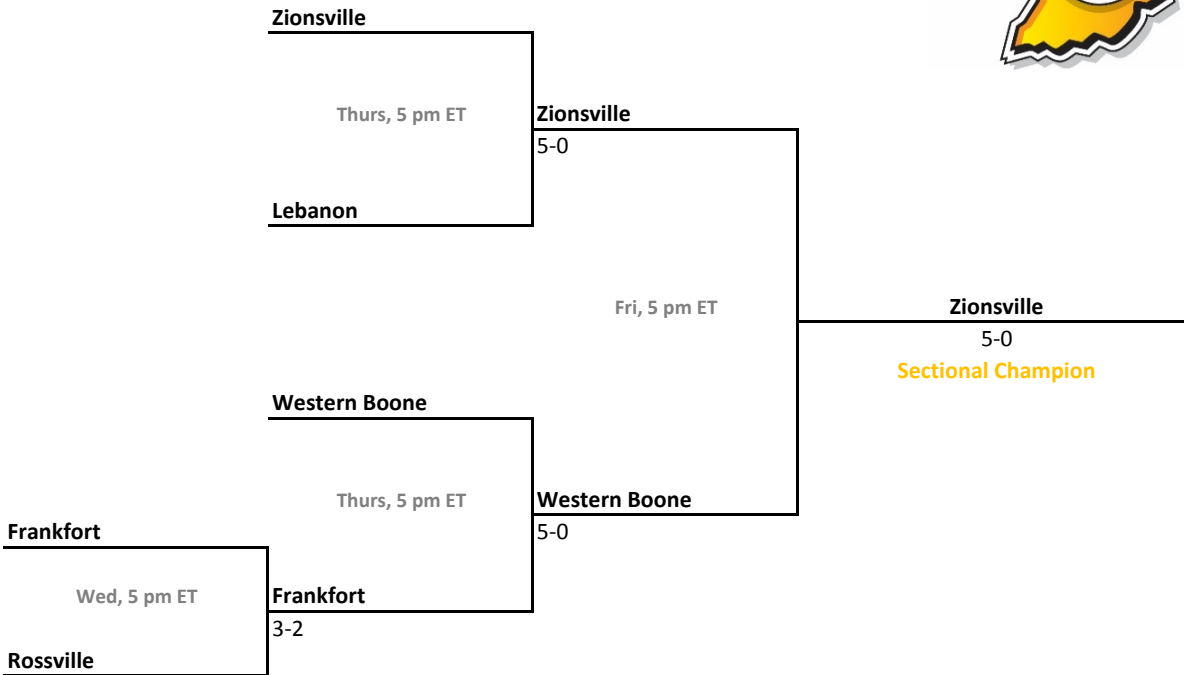 Zionsville
Thurs, 5 pm ET
Zionsville
5-0
Lebanon
Fri, 5 pm ET
Zionsville
5-0
Sectional Champion
Western Boone
Thurs, 5 pm ET
Western Boone
5-0
Frankfort
Wed, 5 pm ET
Frankfort
3-2
Rossville